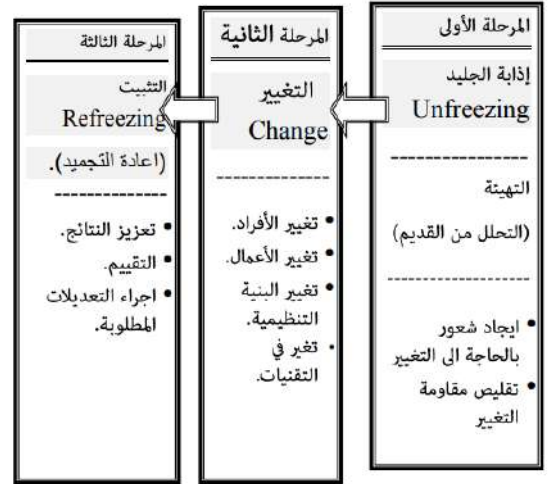 المرحلة الأولى
إذابة الجليد
Unfreezing
التهيئة
(التحلل من القديم)
• ايجاد شعور
بالحاجة الى التغيير
• تقليص مقاومة
التغيير
المرحلة الثانية
التغيير
Change
• تغيير الأفراد.
• تغيير الأعمال.
• تغيير البنية
التنظيمية.
• تغير في
التقنيات.
المرحلة الثالثة
التثبيت
Refreezing
(اعادة التجميد).
• تعزيز النتائج.
• التقييم.
• اجراء التعديلات
المطلوبة.